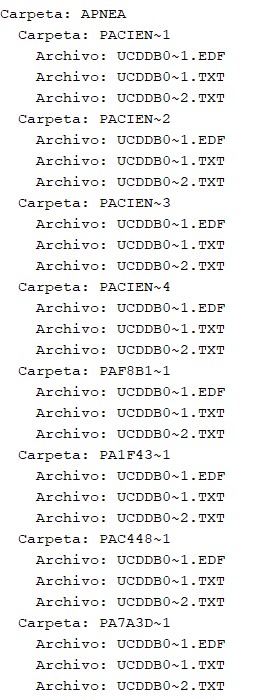 Carpeta: APNEA
Carpeta: PACIEN~1
Archivo: UCDDB0~1.EDF
Archivo: UCDDB0~1.TXT
Archivo: UCDDB0~2.TXT
Carpeta: PACIEN~2
Archivo: UCDDB0~1.EDF
Archivo: UCDDB0~1.TXT
Archivo: UCDDB0~2.TXT
Carpeta: PACIEN~3
Archivo: UCDDB0~1.EDF
Archivo: UCDDB0~1.TXT
Archivo: UCDDB0~2.TXT
Carpeta: PACIEN~4
Archivo: UCDDB0~1.EDF
Archivo: UCDDB0~1.TXT
Archivo: UCDDB0~2.TXT
Carpeta: PAF8B1~1
Archivo: UCDDB0~1.EDF
Archivo: UCDDB0~1.TXT
Archivo: UCDDB0~2.TXT
Carpeta: PA1F43~1
Archivo: UCDDB0~1.EDF
Archivo: UCDDB0~1.TXT
Archivo: UCDDB0~2.TXT
Carpeta: PAC448~1
Archivo: UCDDB0~1.EDF
Archivo: UCDDB0~1.TXT
Archivo: UCDDB0~2.TXT
Carpeta: PA7A3D~1
Archivo: UCDDB0~1.EDF
Archivo: UCDDB0~1.TXT
Archivo: UCDDB0~2.TXT